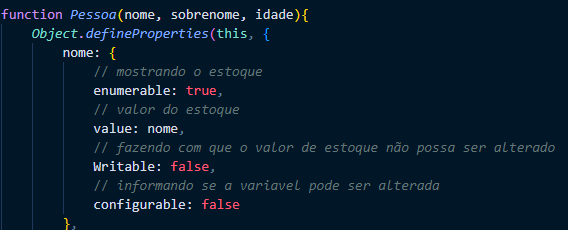 function Pessoa(nome, sobrenome, idade){
Object.defineProperties(this, {
nome: {
// mostrando o estoque
enumerable: true,
// valor do estoque
value: nome,
// fazendo com que o valor de estoque não possa ser alterado
Writable: false,
// informando se a variavel pode ser alterada
configurable: false
},